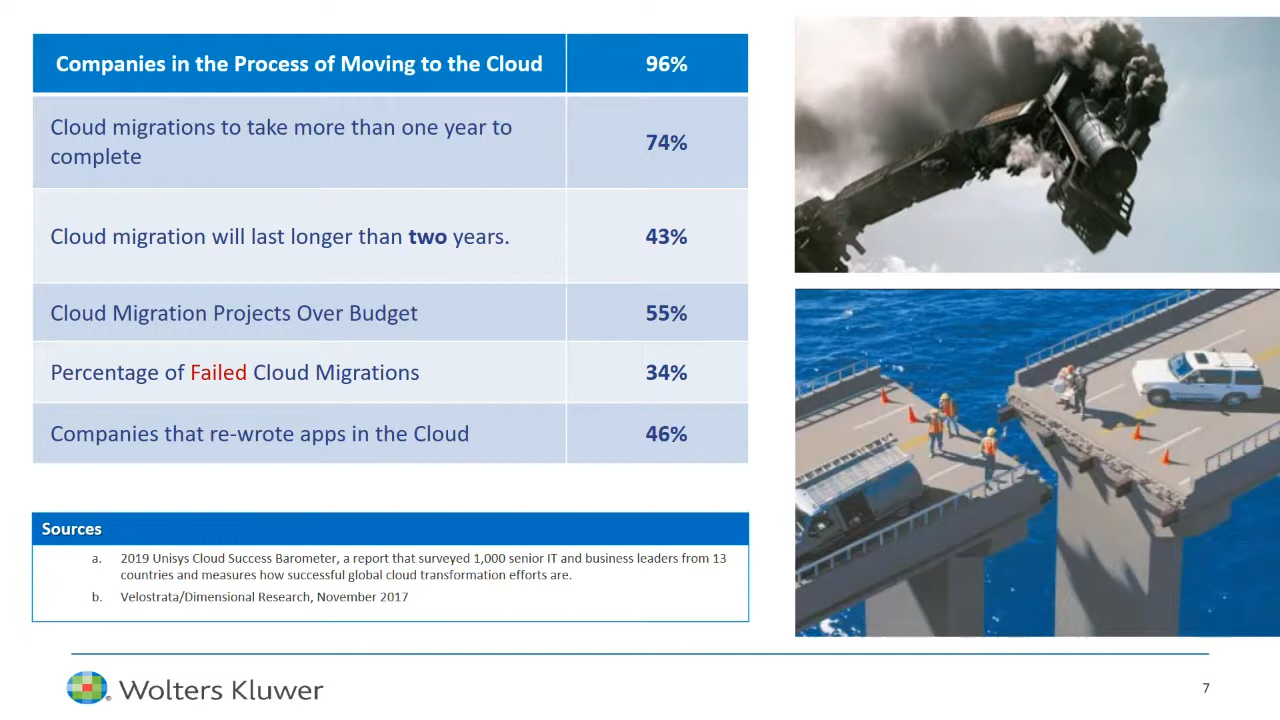 Companies in the Process of Moving to the Cloud 96%
Cloud migrations to take more than one year to
complete
74%
Cloud migration will last longer than two years. 43%
Cloud Migration Projects Over Budget 55%
Percentage of Failed Cloud Migrations 34%
Companies that re-wrote apps in the Cloud 46%
Sources
a. 2019 Unisys Cloud Success Barometer, a report that surveyed 1,000 senior IT and business leaders from 13
countries and measures how successful global cloud transformation efforts are.
b. Velostrata/Dimensional Research, November 2017
Wolters Kluwer
7